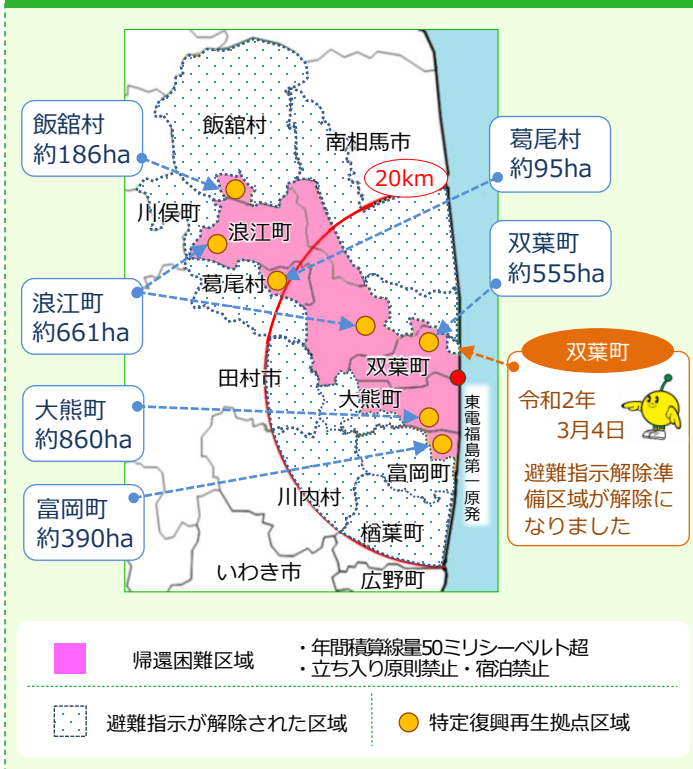 飯舘村
約186ha
浪江町
約661ha
大熊町
約860ha
富岡町
約390ha
飯舘村
南相馬市
20km
川俣町
浪江町
葛尾村
田村市
双葉町
大熊町
富岡町
川内村
楢葉町
いわき市
広野町
東電福島第一原発
葛尾村
約95ha
双葉町
約555ha
双葉町
令和2年
3月4日
避難指示解除準
備区域が解除に
なりました
帰還困難区域
・年間積算線量50ミリシーベルト超
・立ち入り原則禁止・宿泊禁止
避難指示が解除された区域
特定復興再生拠点区域